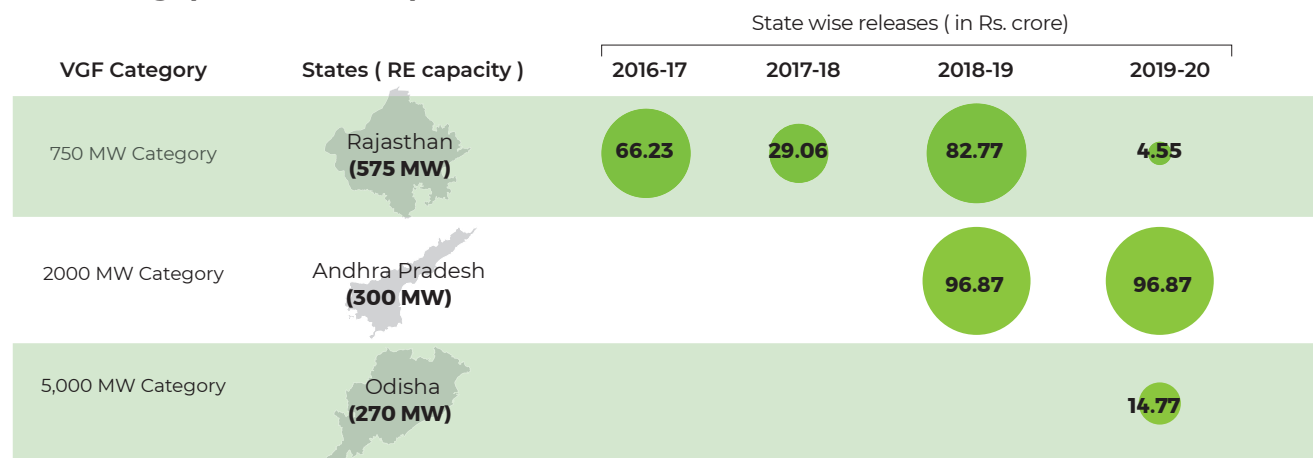 State wise releases ( in Rs. crore)
VGF Category States ( RE capacity ) 2016-17 2017-18 2018-19 2019-20
750 MW Category Rajasthan (575 MW) 66.23 29.06 82.77 4.55
2000 MW Category Andhra Pradesh (300 MW) 96.87 96.87
5,000 MW Category Odisha (270 MW) 14.77